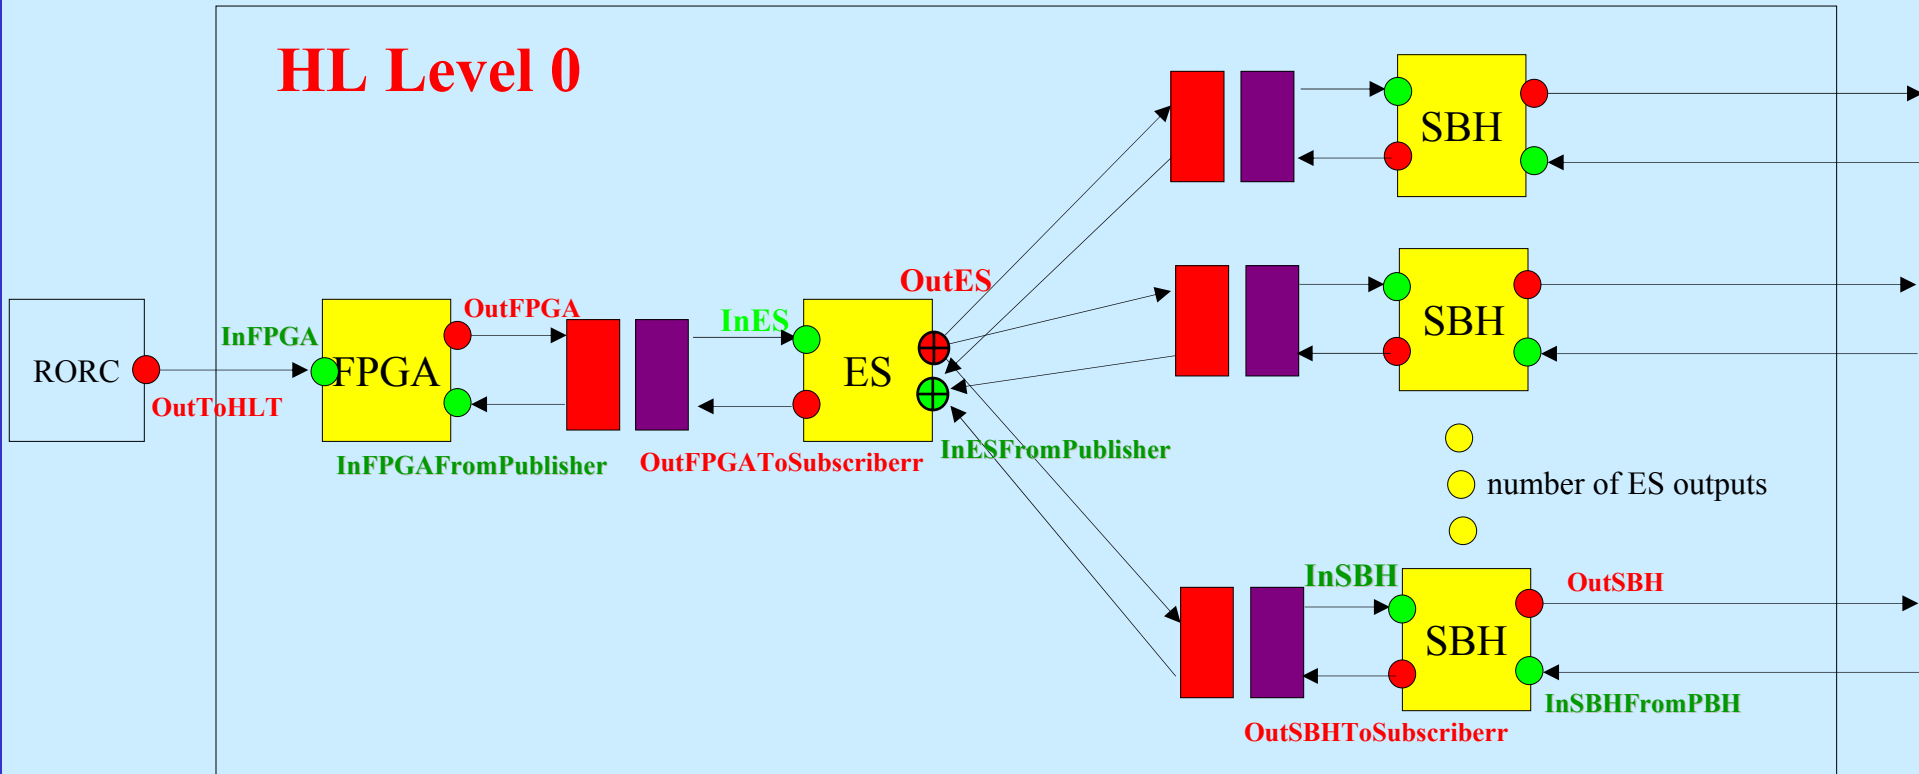 HL Level 0
SBH
OutES
SBH
OutFPGA
InES
InFPGA
RORC
FPGA
ES
OutToHLT
InFPGAFromPublisher
OutFPGAToSubscriberr
InESFromPublisher
number of ES outputs
InSBH
OutSBH
SBH
InSBHFromPBH
OutSBHToSubscriberr